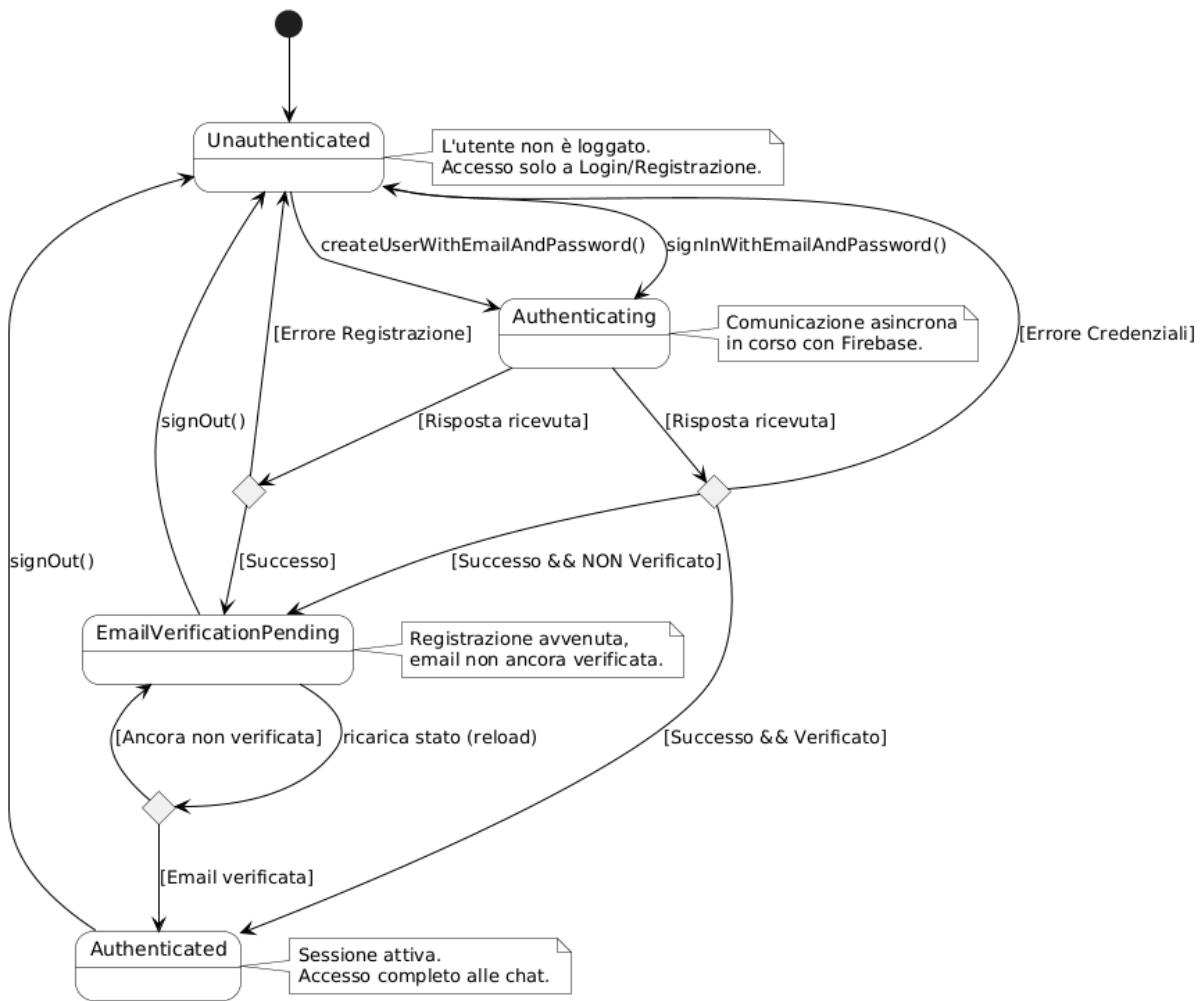 Unauthenticated
L'utente non è loggato.
Accesso solo a Login/Registrazione.
createUserWithEmailAndPassword()
signInWithEmailAndPassword()
Authenticating
Comunicazione asincrona
in corso con Firebase.
[Errore Registrazione]
[Errore Credenziali]
signOut()
[Risposta ricevuta]
[Risposta ricevuta]
signOut()
[Successo]
[Successo && NON Verificato]
EmailVerificationPending
Registrazione avvenuta,
email non ancora verificata.
[Ancora non verificata]
ricarica stato (reload)
[Successo && Verificato]
[Email verificata]
Authenticated
Sessione attiva.
Accesso completo alle chat.